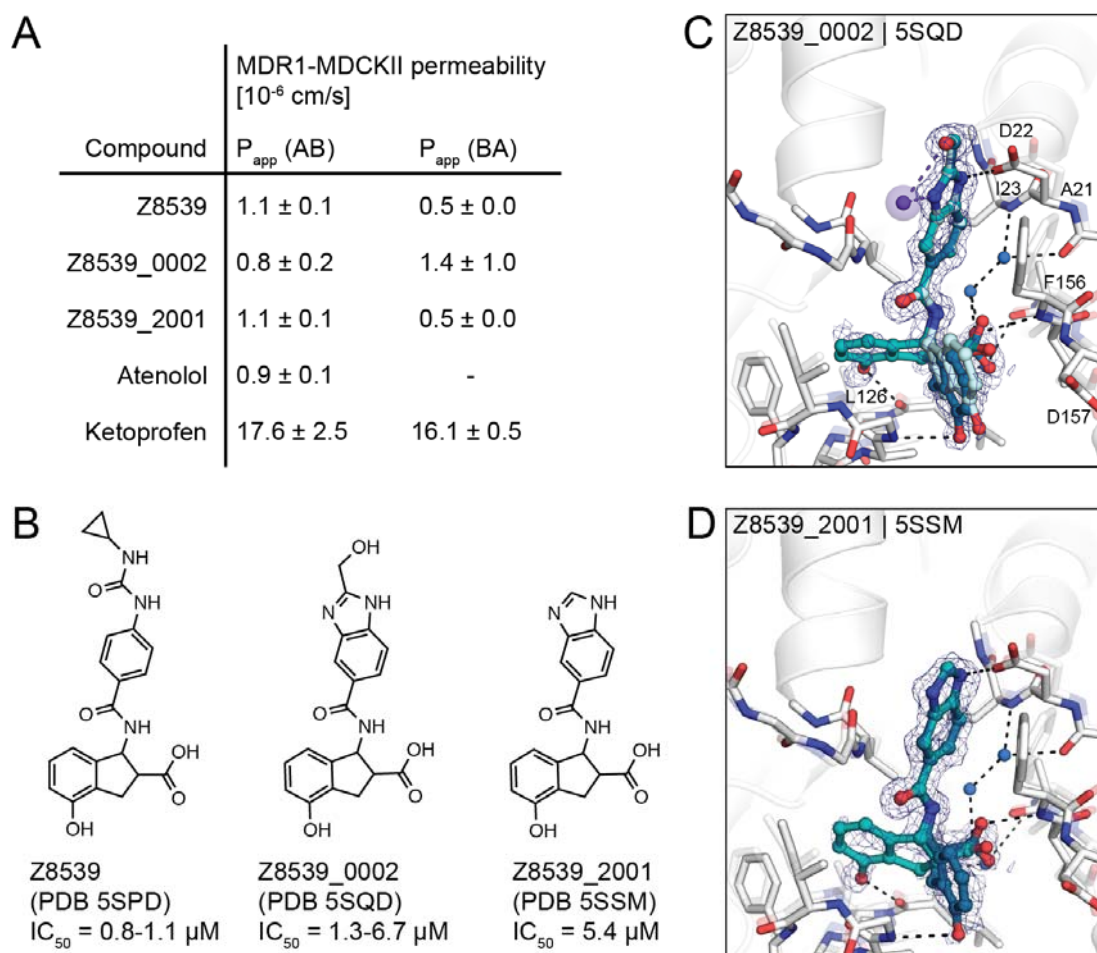 A
MDR1-MDCKII permeability
[10⁻⁶ cm/s]
Compound P_app (AB) P_app (BA)
Z8539 1.1 ± 0.1 0.5 ± 0.0
Z8539_0002 0.8 ± 0.2 1.4 ± 1.0
Z8539_2001 1.1 ± 0.1 0.5 ± 0.0
Atenolol 0.9 ± 0.1 -
Ketoprofen 17.6 ± 2.5 16.1 ± 0.5
B
NH
O
NH
O
NH
OH
O
OH
Z8539
(PDB 5SPD)
IC₅₀ = 0.8-1.1 µM
OH
N
NH
O
NH
OH
O
OH
Z8539_0002
(PDB 5SQD)
IC₅₀ = 1.3-6.7 µM
N
NH
O
NH
OH
O
OH
Z8539_2001
(PDB 5SSM)
IC₅₀ = 5.4 µM
C
Z8539_0002 | 5SQD
D22
I23
A21
F156
L126
D157
D
Z8539_2001 | 5SSM